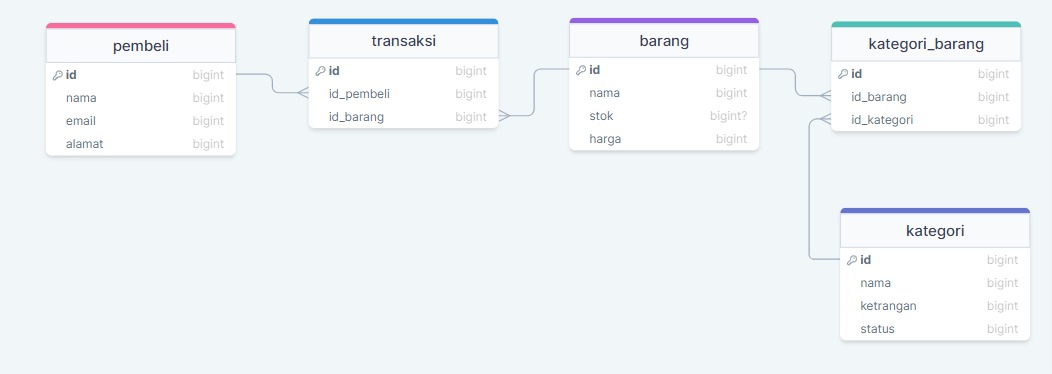 pembeli
id bigint
nama bigint
email bigint
alamat bigint
transaksi
id bigint
id_pembeli bigint
id_barang bigint
barang
id bigint
nama bigint
stok bigint?
harga bigint
kategori_barang
id bigint
id_barang bigint
id_kategori bigint
kategori
id bigint
nama bigint
ketrangan bigint
status bigint